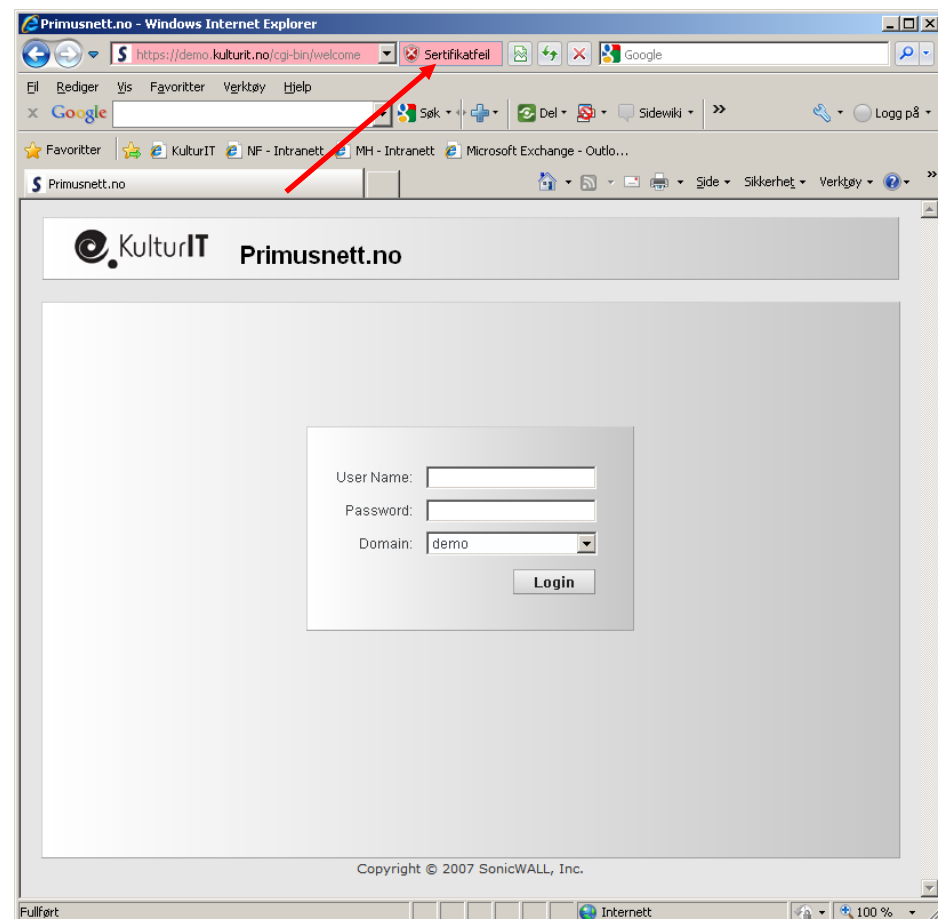 Primusnett.no - Windows Internet Explorer
https://demo.kulturit.no/cgi-bin/welcome Sertifikatfeil Google
Fil Rediger Vis Favoritter Verktøy Hjelp
x Google Søk Del Sidewiki » Logg på
Favoritter KulturIT NF - Intranett MH - Intranett Microsoft Exchange - Outlo...
Primusnett.no Side Sikkerhet Verktøy »
KulturIT Primusnett.no
User Name:
Password:
Domain: demo
Login
Copyright © 2007 SonicWALL, Inc.
Fullført Internett 100 %